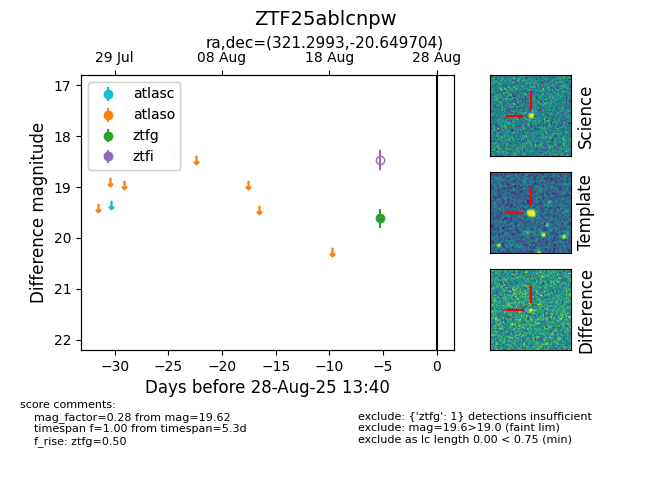 ZTF25ablcnpw
ra,dec=(321.2993,-20.649704)
29 Jul 08 Aug 18 Aug 28 Aug
17
18
19
20
21
22
Difference magnitude
atlasc
atlaso
ztfg
ztfi
−30 −25 −20 −15 −10 −5 0
Days before 28-Aug-25 13:40
Science
Template
Difference
score comments:
mag_factor=0.28 from mag=19.62
timespan f=1.00 from timespan=5.3d
f_rise: ztfg=0.50
exclude: {'ztfg': 1} detections insufficient
exclude: mag=19.6>19.0 (faint lim)
exclude as lc length 0.00 < 0.75 (min)